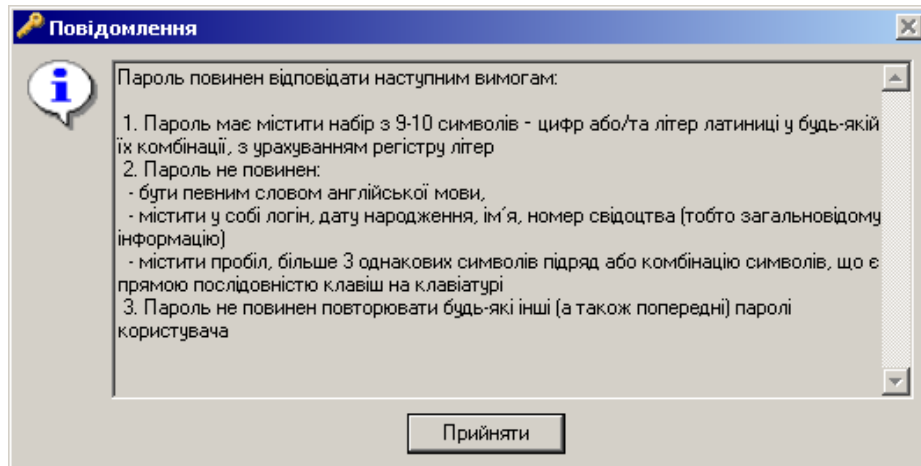 Повідомлення
Пароль повинен відповідати наступним вимогам:
1. Пароль має містити набір з 9-10 символів - цифр або/та літер латиниці у будь-якій
їх комбінації, з урахуванням регістру літер
2. Пароль не повинен:
- бути певним словом англійської мови,
- містити у собі логін, дату народження, ім´я, номер свідоцтва (тобто загальновідому
інформацію)
- містити пробіл, більше 3 однакових символів підряд або комбінацію символів, що є
прямою послідовністю клавіш на клавіатурі
3. Пароль не повинен повторювати будь-які інші (а також попередні) паролі
користувача
Прийняти